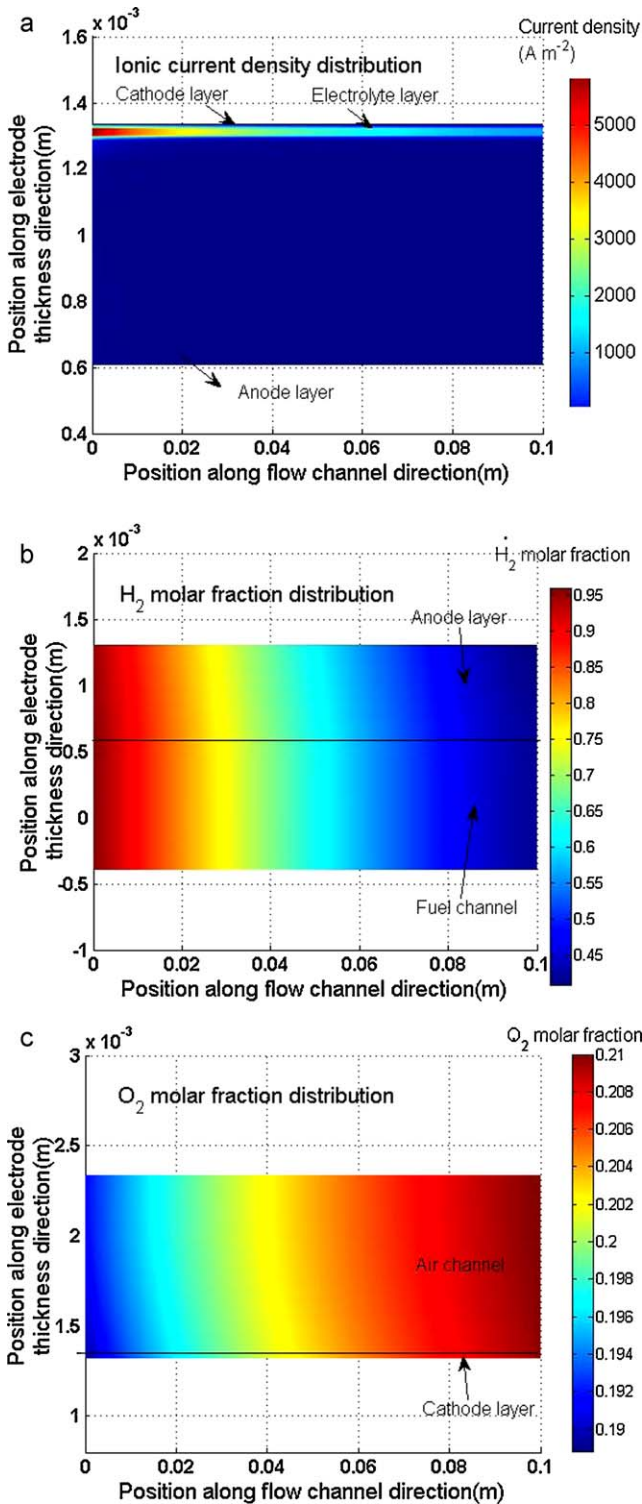 a
x 10⁻³
Current density
(A m⁻²)
Ionic current density distribution
Cathode layer
Electrolyte layer
Anode layer
1.6
1.4
1.2
1
0.8
0.6
0.4
Position along electrode
thickness direction(m)
0 0.02 0.04 0.06 0.08 0.1
Position along flow channel direction(m)
5000
4000
3000
2000
1000
b
x 10⁻³
H₂ molar fraction
H₂ molar fraction distribution
Anode layer
Fuel channel
2
1.5
1
0.5
0
-0.5
-1
Position along electrode
thickness direction(m)
0 0.02 0.04 0.06 0.08 0.1
Position along flow channel direction(m)
0.95
0.9
0.85
0.8
0.75
0.7
0.65
0.6
0.55
0.5
0.45
c
x 10⁻³
O₂ molar fraction
O₂ molar fraction distribution
Air channel
Cathode layer
3
2.5
2
1.5
1
Position along electrode
thickness direction(m)
0 0.02 0.04 0.06 0.08 0.1
Position along flow channel direction(m)
0.21
0.208
0.206
0.204
0.202
0.2
0.198
0.196
0.194
0.192
0.19